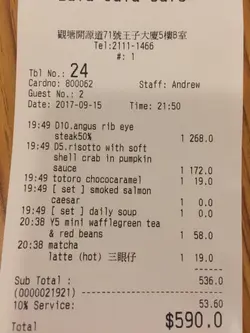 觀塘開源道71號王子大廈5樓B室
Tel:2111-1466
#: 1
Tbl No.: 24
Cardno: 800062 Staff: Andrew
Guest No.: 2
Date: 2017-09-15 Time: 21:50
19:49 D10.angus rib eye
steak50% 1 268.0
19:49 D5.risotto with soft
shell crab in pumpkin
sauce 1 172.0
19:49 totoro chococaramel 1 19.0
19:49 [ set ] smoked salmon
caesar 1 0.0
19:49 [ set ] daily soup 1 0.0
20:38 Y5 mini wafflegreen tea
& red beans 1 58.0
20:38 matcha
latte (hot) 三眼仔 1 19.0
Sub Total : 536.0
(0000021921)
10% Service: 53.60
Total $590.0